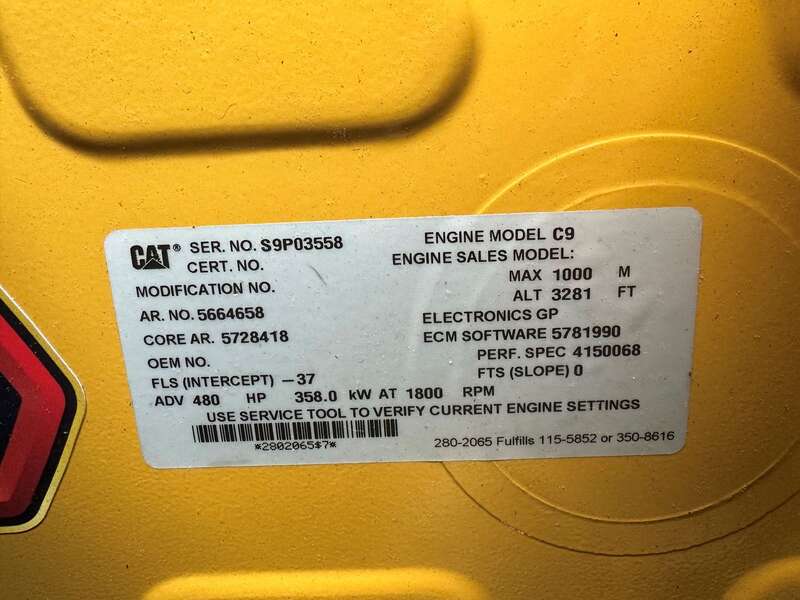 CAT® SER. NO. S9P03558 ENGINE MODEL C9
CERT. NO. ENGINE SALES MODEL:
MODIFICATION NO. MAX 1000 M
ALT 3281 FT
AR. NO. 5664658 ELECTRONICS GP
CORE AR. 5728418 ECM SOFTWARE 5781990
OEM NO. PERF. SPEC 4150068
FLS (INTERCEPT) –37 FTS (SLOPE) 0
ADV 480 HP 358.0 kW AT 1800 RPM
USE SERVICE TOOL TO VERIFY CURRENT ENGINE SETTINGS
*2802065$7* 280-2065 Fulfills 115-5852 or 350-8616